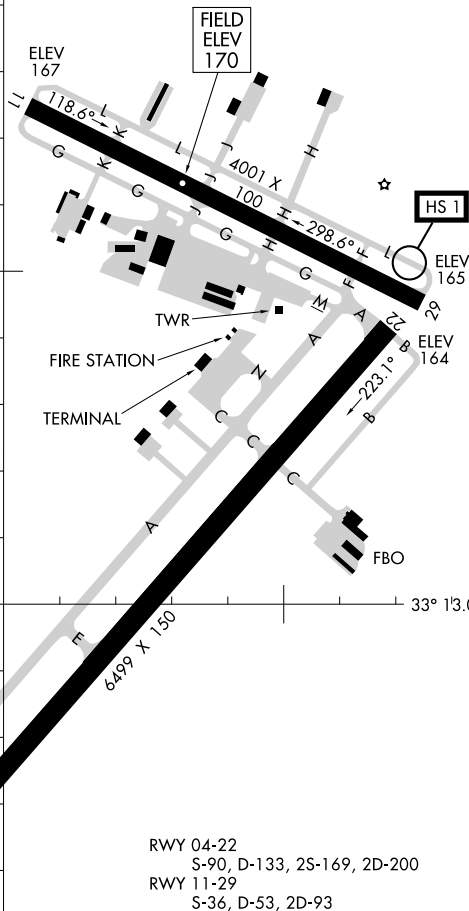 FIELD
ELEV
170
ELEV
167
11
118.6°
L
K
L
J
H
G
K
G
J
J
4001 X
100
H
298.6°
F
L
HS 1
ELEV
165
29
G
H
G
F
M
A
22
ELEV
164
B
TWR
A
FIRE STATION
223.1°
N
TERMINAL
C
C
B
C
A
FBO
33° 13.0
E
6499 X 150
RWY 04-22
S-90, D-133, 2S-169, 2D-200
RWY 11-29
S-36, D-53, 2D-93